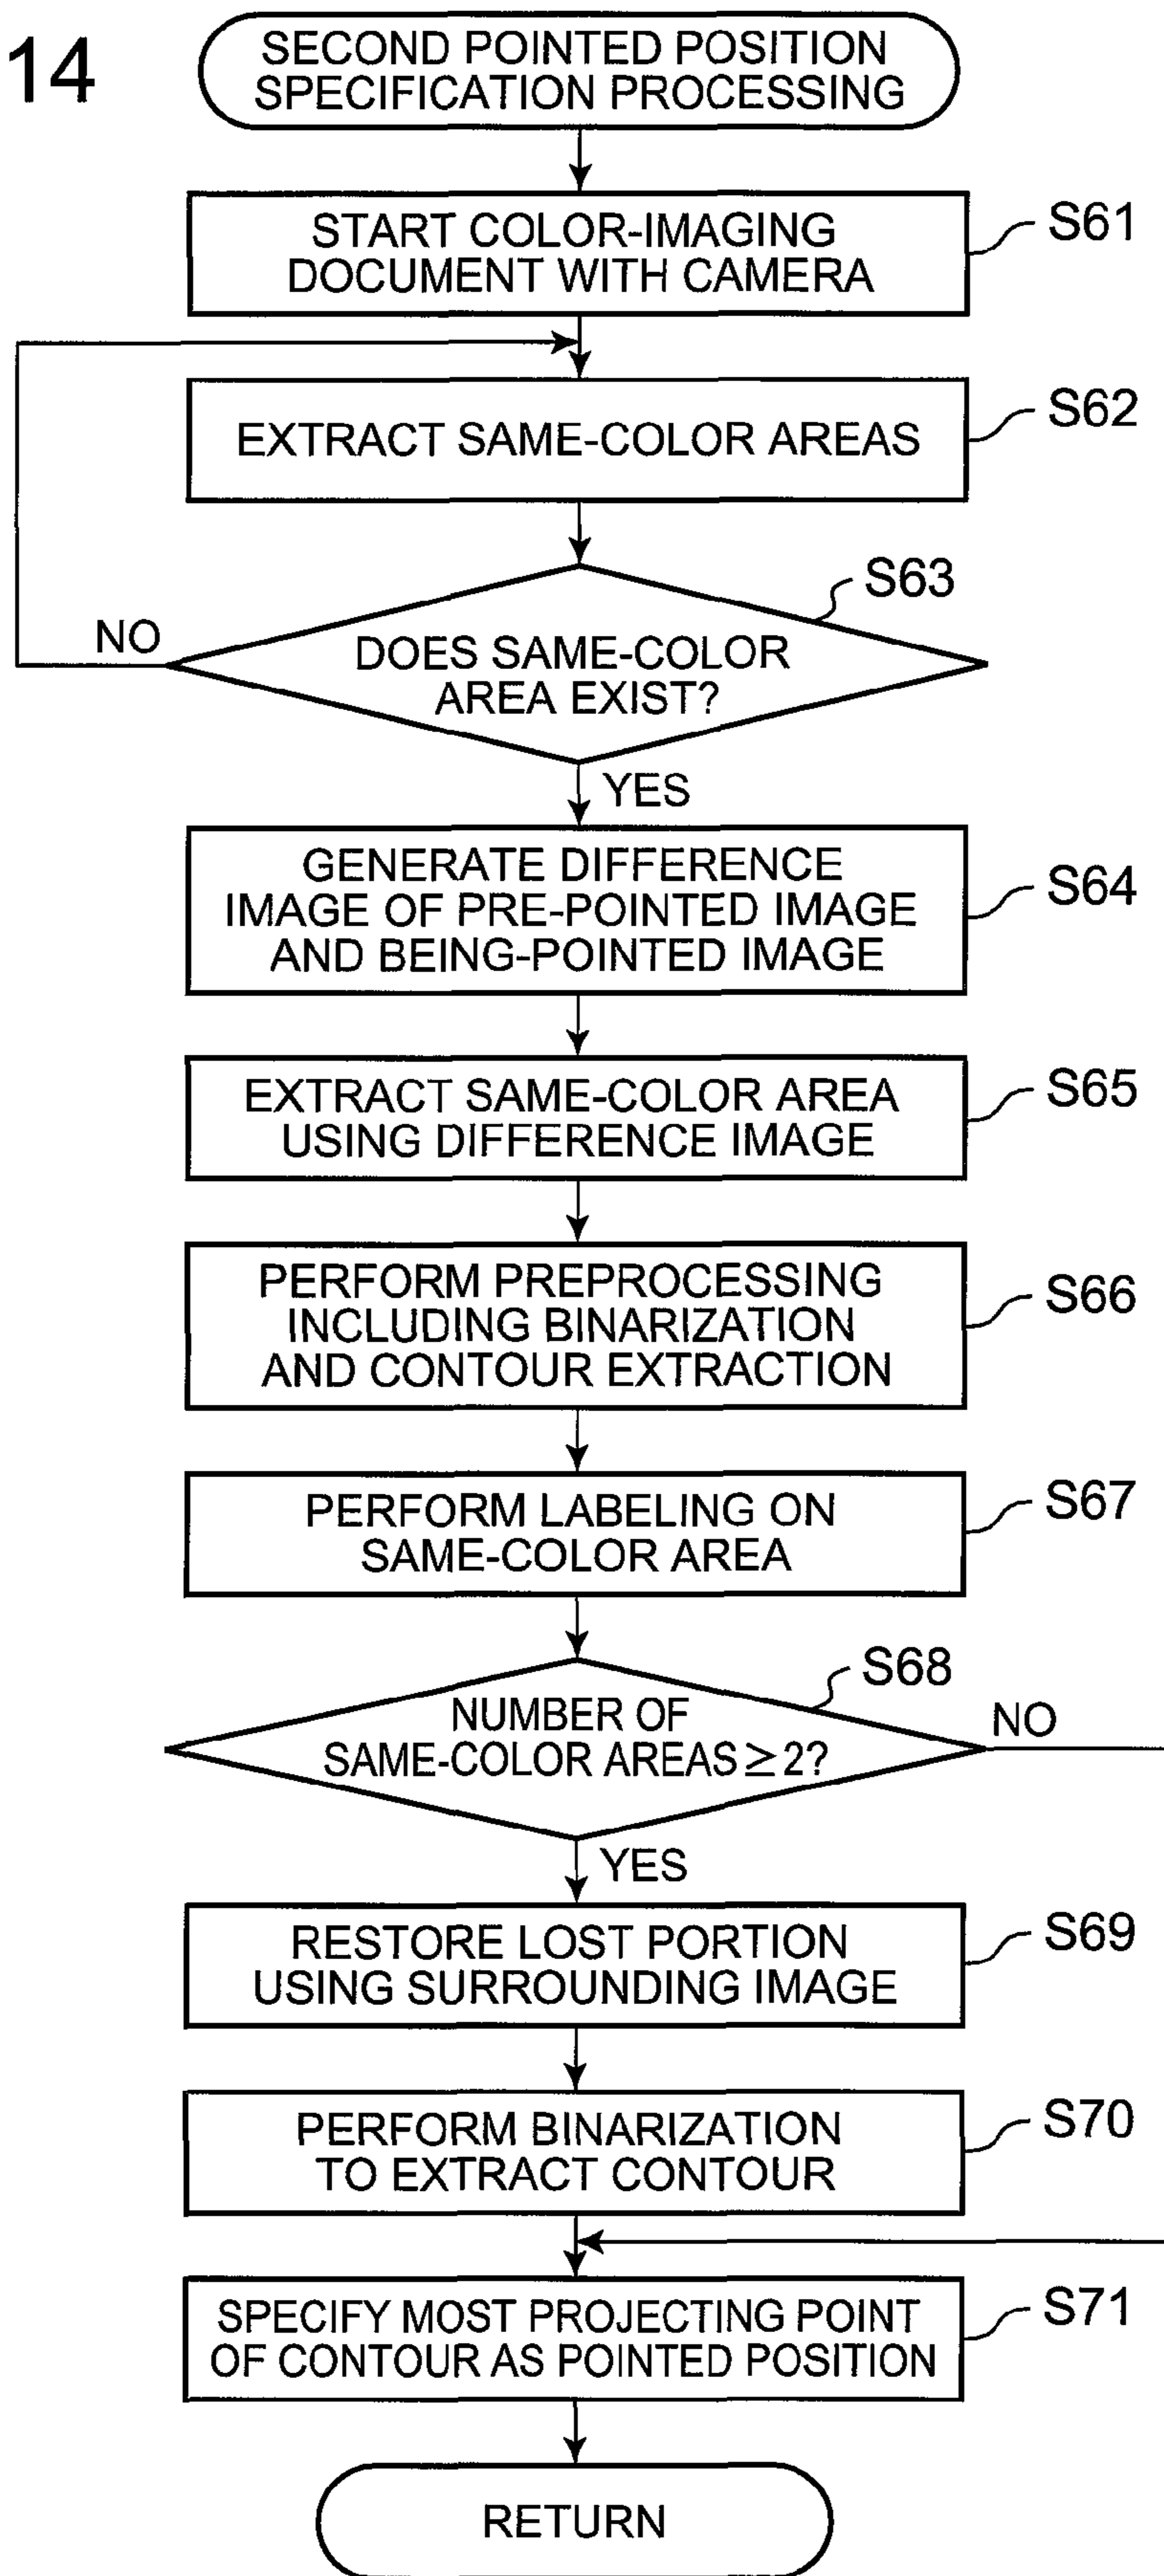 14
SECOND POINTED POSITION
SPECIFICATION PROCESSING
START COLOR-IMAGING
DOCUMENT WITH CAMERA
S61
EXTRACT SAME-COLOR AREAS
S62
S63
NO
DOES SAME-COLOR
AREA EXIST?
YES
GENERATE DIFFERENCE
IMAGE OF PRE-POINTED IMAGE
AND BEING-POINTED IMAGE
S64
EXTRACT SAME-COLOR AREA
USING DIFFERENCE IMAGE
S65
PERFORM PREPROCESSING
INCLUDING BINARIZATION
AND CONTOUR EXTRACTION
S66
PERFORM LABELING ON
SAME-COLOR AREA
S67
S68
NUMBER OF
SAME-COLOR AREAS ≥ 2?
NO
YES
RESTORE LOST PORTION
USING SURROUNDING IMAGE
S69
PERFORM BINARIZATION
TO EXTRACT CONTOUR
S70
SPECIFY MOST PROJECTING POINT
OF CONTOUR AS POINTED POSITION
S71
RETURN